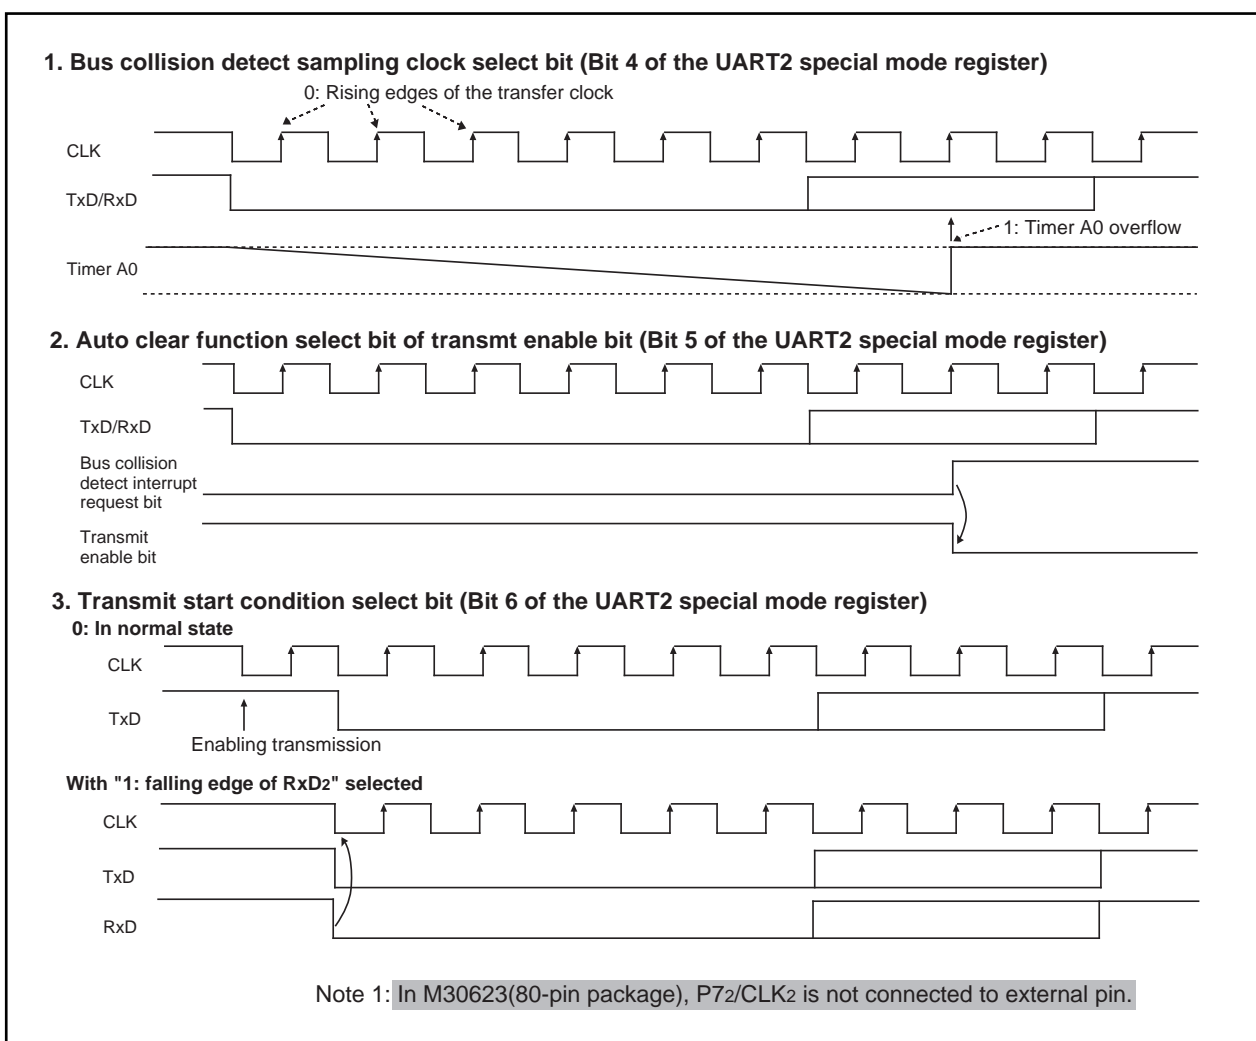 1. Bus collision detect sampling clock select bit (Bit 4 of the UART2 special mode register)
0: Rising edges of the transfer clock
CLK
TxD/RxD
1: Timer A0 overflow
Timer A0
2. Auto clear function select bit of transmt enable bit (Bit 5 of the UART2 special mode register)
CLK
TxD/RxD
Bus collision
detect interrupt
request bit
Transmit
enable bit
3. Transmit start condition select bit (Bit 6 of the UART2 special mode register)
0: In normal state
CLK
TxD
Enabling transmission
With "1: falling edge of RxD2" selected
CLK
TxD
RxD
Note 1: In M30623(80-pin package), P72/CLK2 is not connected to external pin.